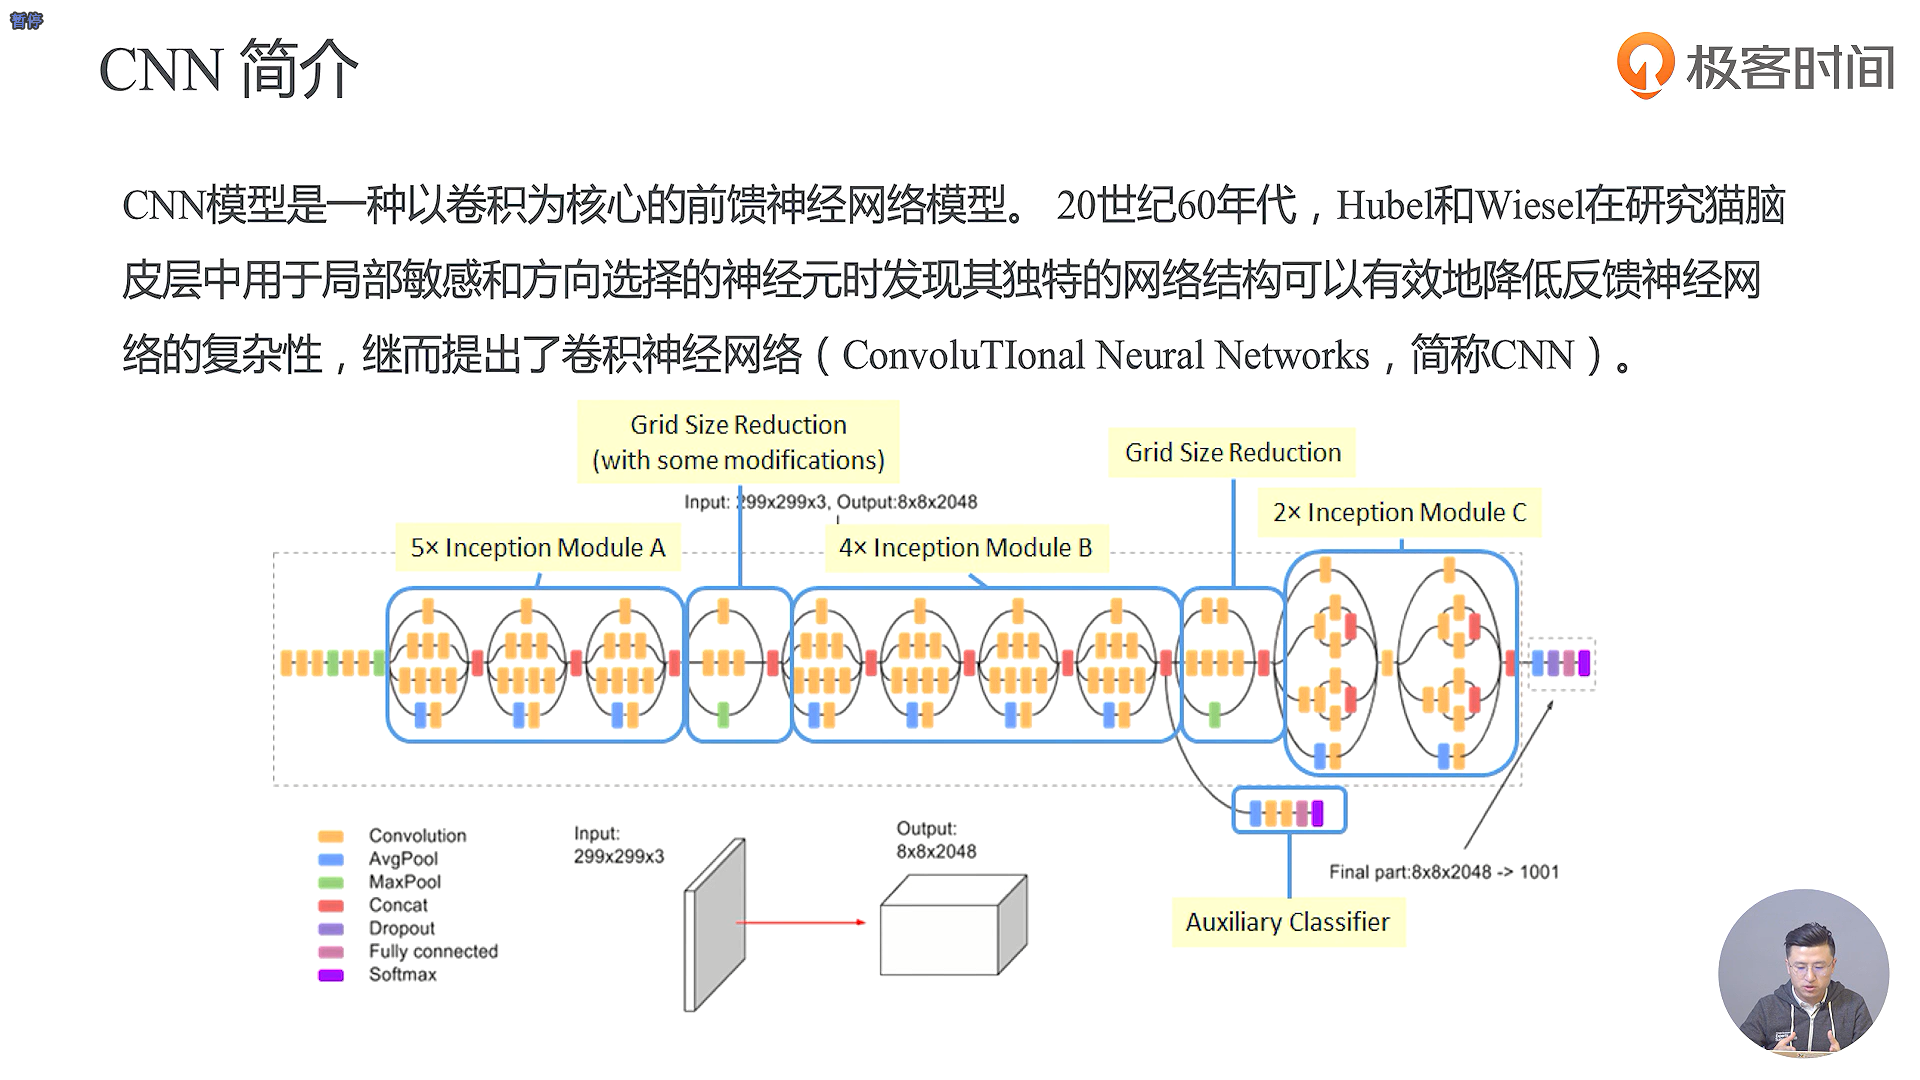 暂停
CNN 简介
极客时间
CNN模型是一种以卷积为核心的前馈神经网络模型。 20世纪60年代，Hubel和Wiesel在研究猫脑
皮层中用于局部敏感和方向选择的神经元时发现其独特的网络结构可以有效地降低反馈神经网
络的复杂性，继而提出了卷积神经网络（ConvoluTIonal Neural Networks，简称CNN）。
Grid Size Reduction
(with some modifications)
Grid Size Reduction
Input: 299x299x3, Output:8x8x2048
2× Inception Module C
5× Inception Module A
4× Inception Module B
Convolution
AvgPool
MaxPool
Concat
Dropout
Fully connected
Softmax
Input:
299x299x3
Output:
8x8x2048
Final part:8x8x2048 -> 1001
Auxiliary Classifier